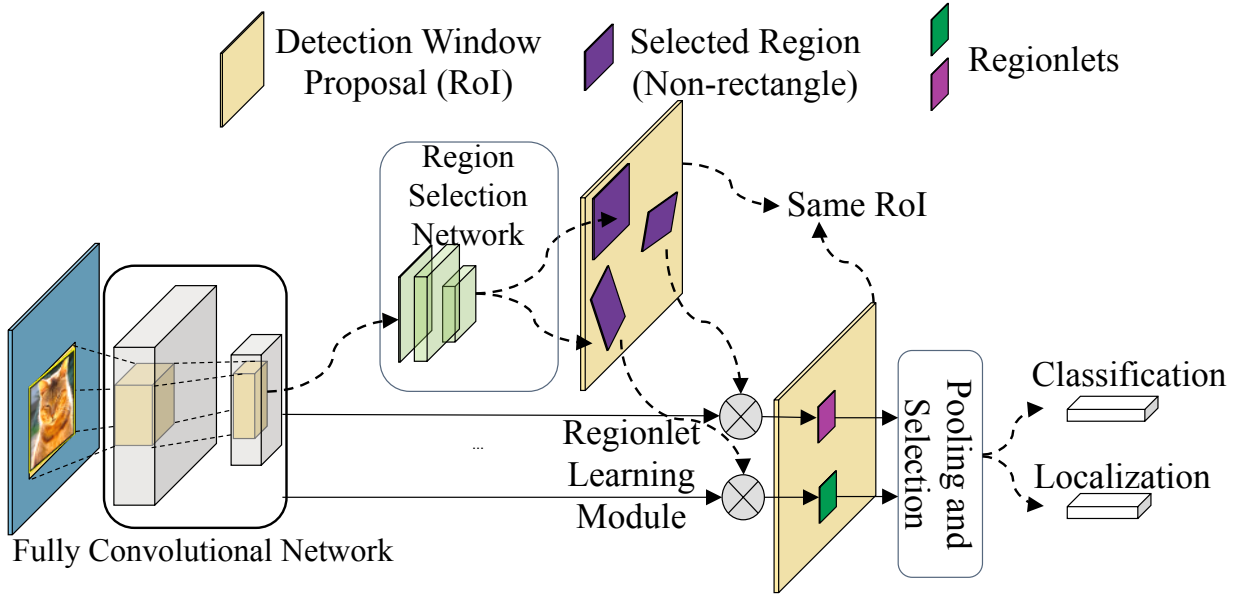 Detection Window
Proposal (RoI)
Selected Region
(Non-rectangle)
Regionlets
Region
Selection
Network
Same RoI
Fully Convolutional Network
...
Regionlet
Learning
Module
Pooling and
Selection
Classification
Localization